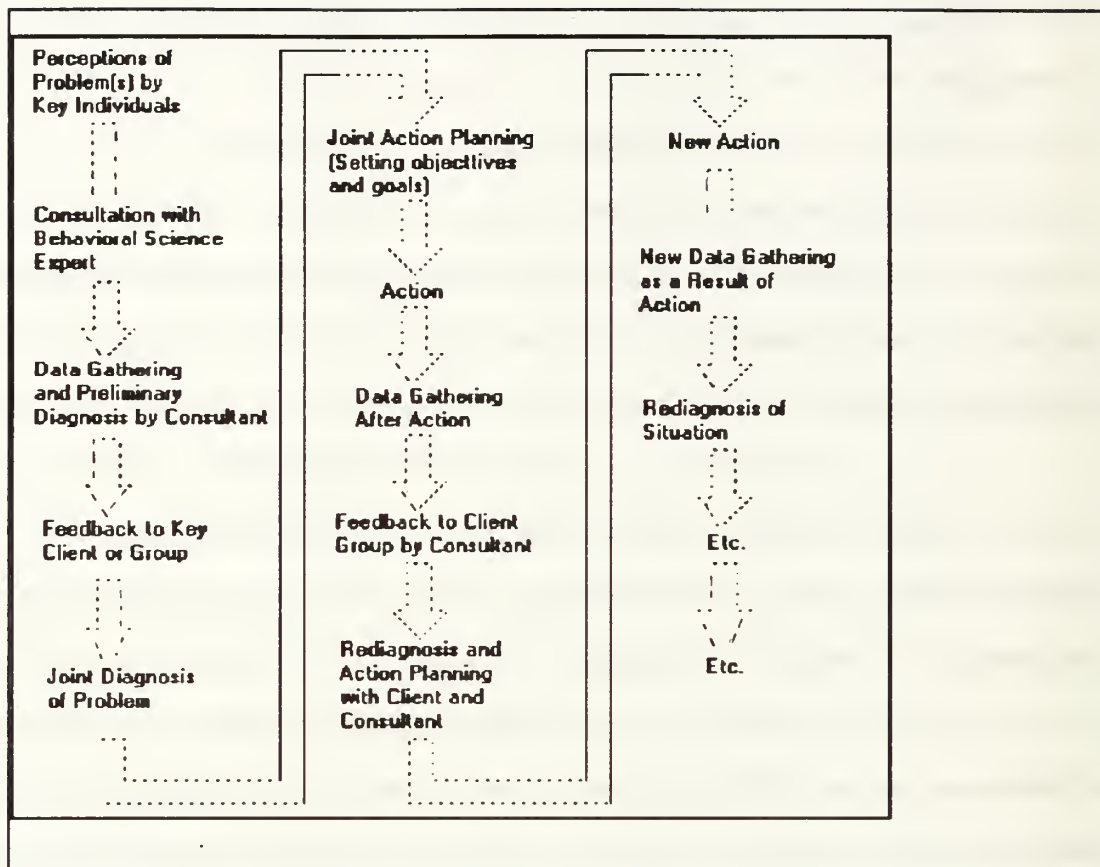 Perceptions of
Problem(s) by
Key Individuals
Consultation with
Behavioral Science
Expert
Data Gathering
and Preliminary
Diagnosis by Consultant
Feedback to Key
Client or Group
Joint Diagnosis
of Problem
Joint Action Planning
(Setting objecttives
and goals)
Action
Data Gathering
After Action
Feedback to Client
Group by Consultant
Rediagnosis and
Action Planning
with Client and
Consultant
New Action
New Data Gathering
as a Result of
Action
Rediagnosis of
Situation
Etc.
Etc.